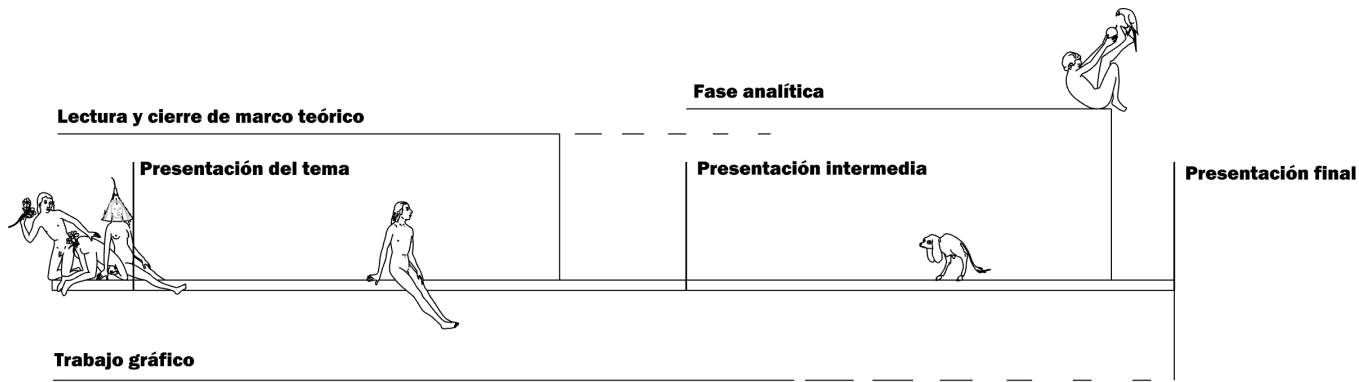 Fase analítica
Lectura y cierre de marco teórico
Presentación del tema
Presentación intermedia
Presentación final
Trabajo gráfico